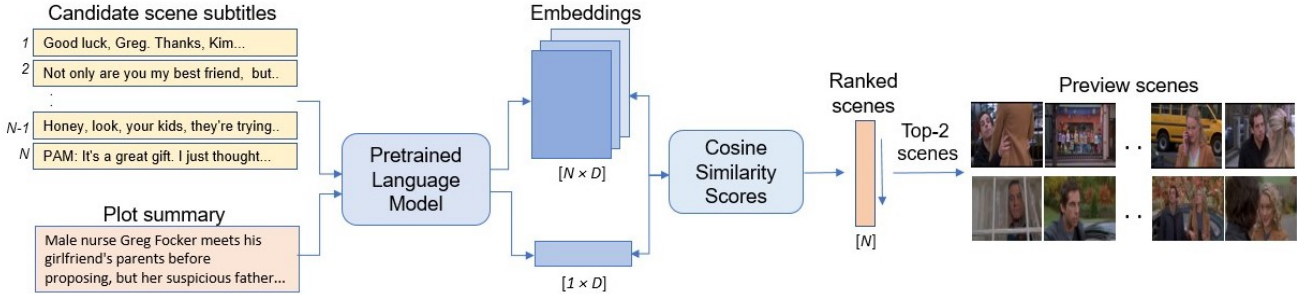 Candidate scene subtitles
1 Good luck, Greg. Thanks, Kim...
2 Not only are you my best friend, but..
:
N-1 Honey, look, your kids, they're trying..
N PAM: It's a great gift. I just thought...
Plot summary
Male nurse Greg Focker meets his
girlfriend's parents before
proposing, but her suspicious father...
Pretrained
Language
Model
Embeddings
[N × D]
[1 × D]
Cosine
Similarity
Scores
Ranked
scenes
[N]
Top-2
scenes
Preview scenes
. .
. .